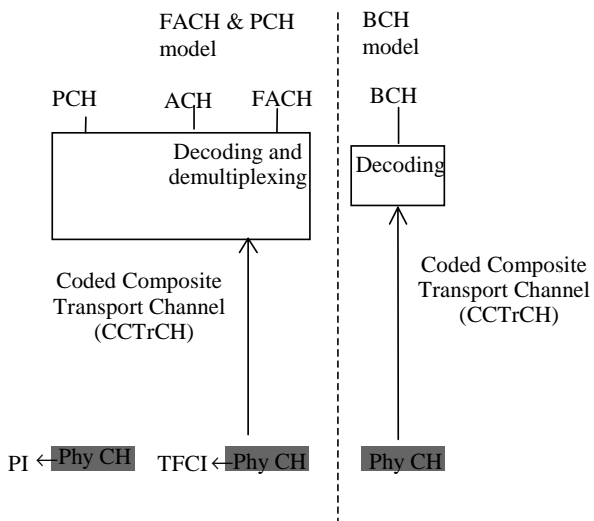 FACH & PCH
model
BCH
model
PCH
ACH
FACH
BCH
Decoding and
demultiplexing
Decoding
Coded Composite
Transport Channel
(CCTrCH)
Coded Composite
Transport Channel
(CCTrCH)
PI
Phy CH
TFCI
Phy CH
Phy CH